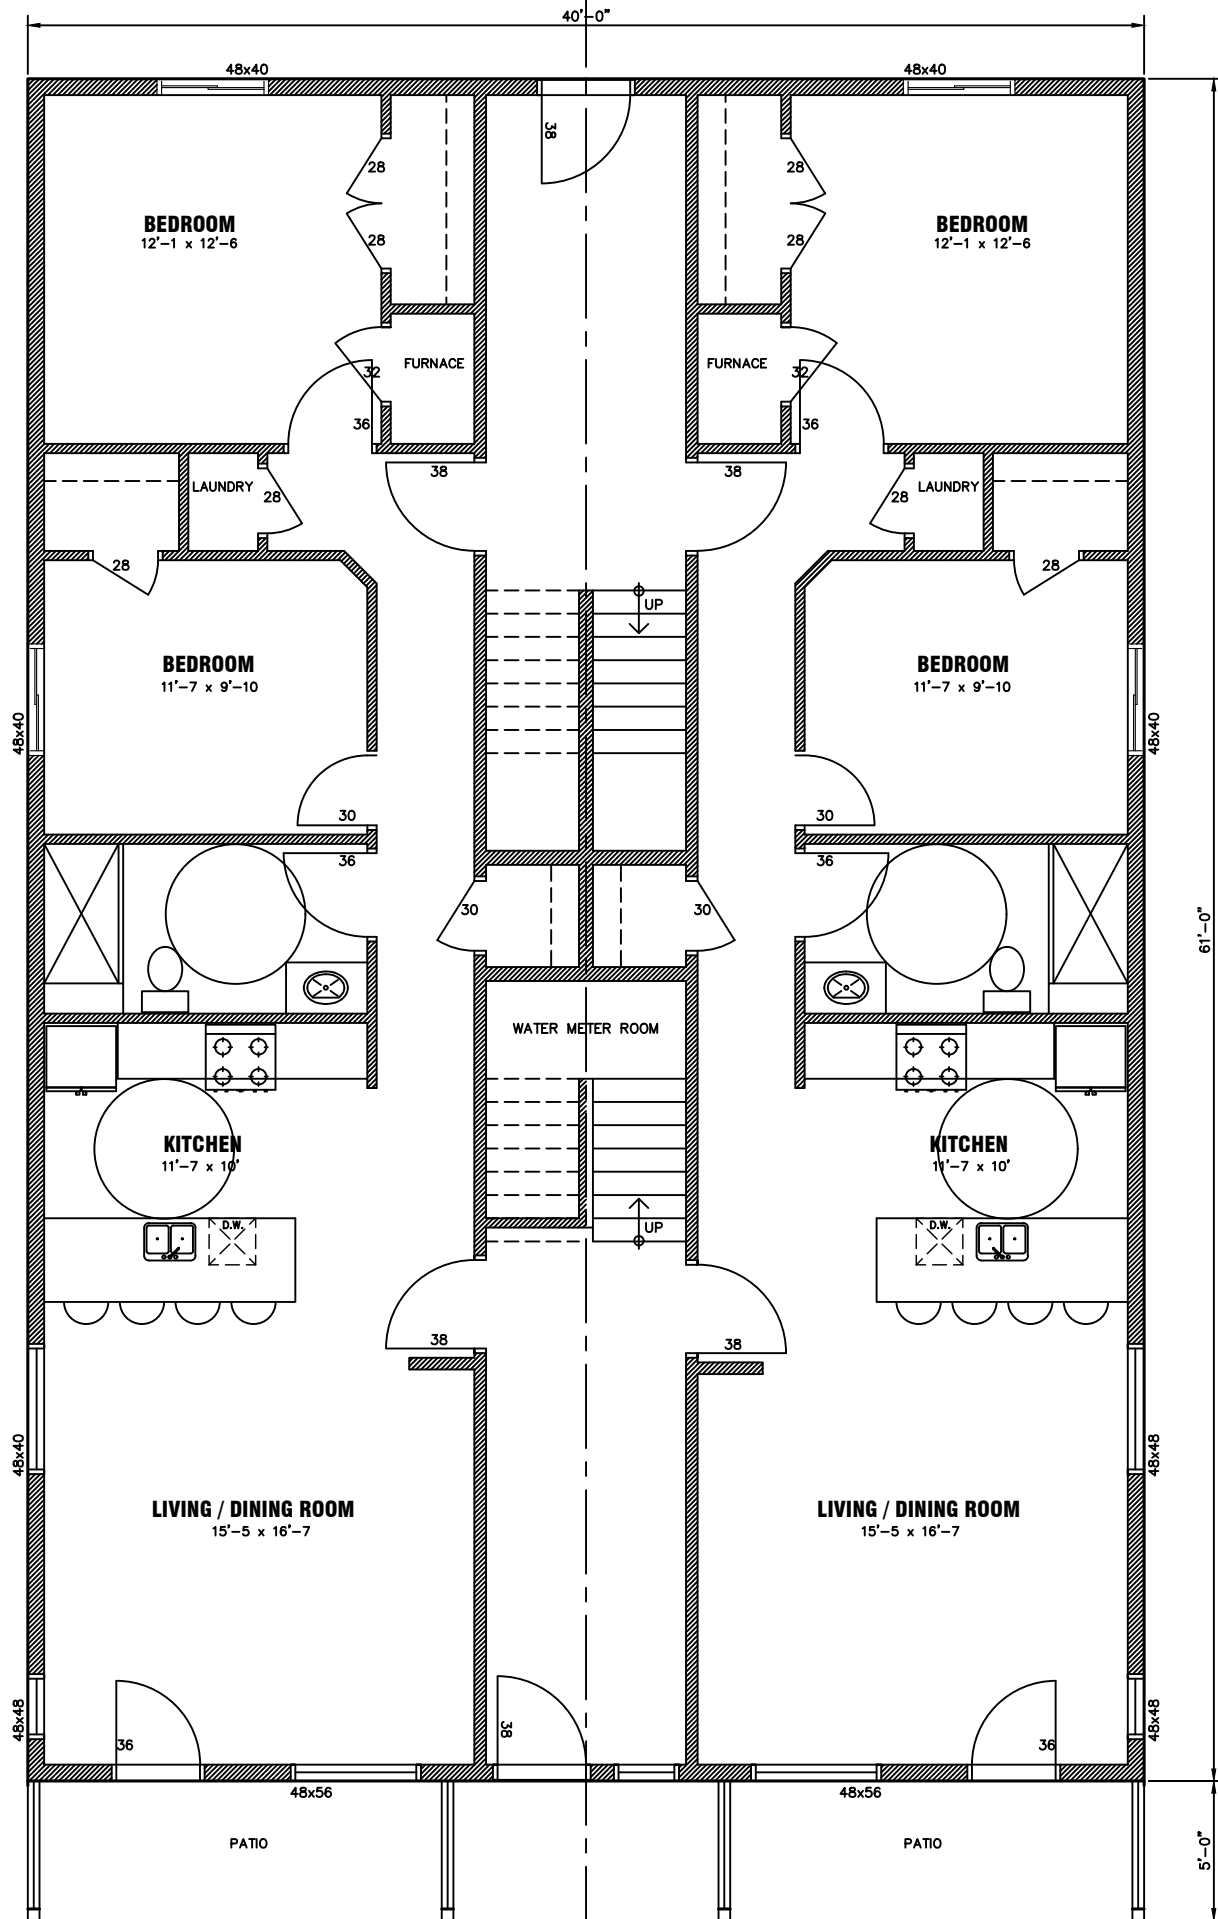 40'-0"
48x40
48x40
38
28
28
28
28
BEDROOM
12'-1 x 12'-6
BEDROOM
12'-1 x 12'-6
FURNACE
FURNACE
32
32
36
36
38
38
LAUNDRY
28
28
LAUNDRY
28
28
UP
BEDROOM
11'-7 x 9'-10
BEDROOM
11'-7 x 9'-10
48x40
48x40
30
30
36
36
30
30
61'-0"
WATER METER ROOM
KITCHEN
11'-7 x 10'
KITCHEN
11'-7 x 10'
D.W.
D.W.
UP
38
38
48x40
48x48
LIVING / DINING ROOM
15'-5 x 16'-7
LIVING / DINING ROOM
15'-5 x 16'-7
48x48
48x48
36
38
36
48x56
48x56
PATIO
PATIO
5'-0"